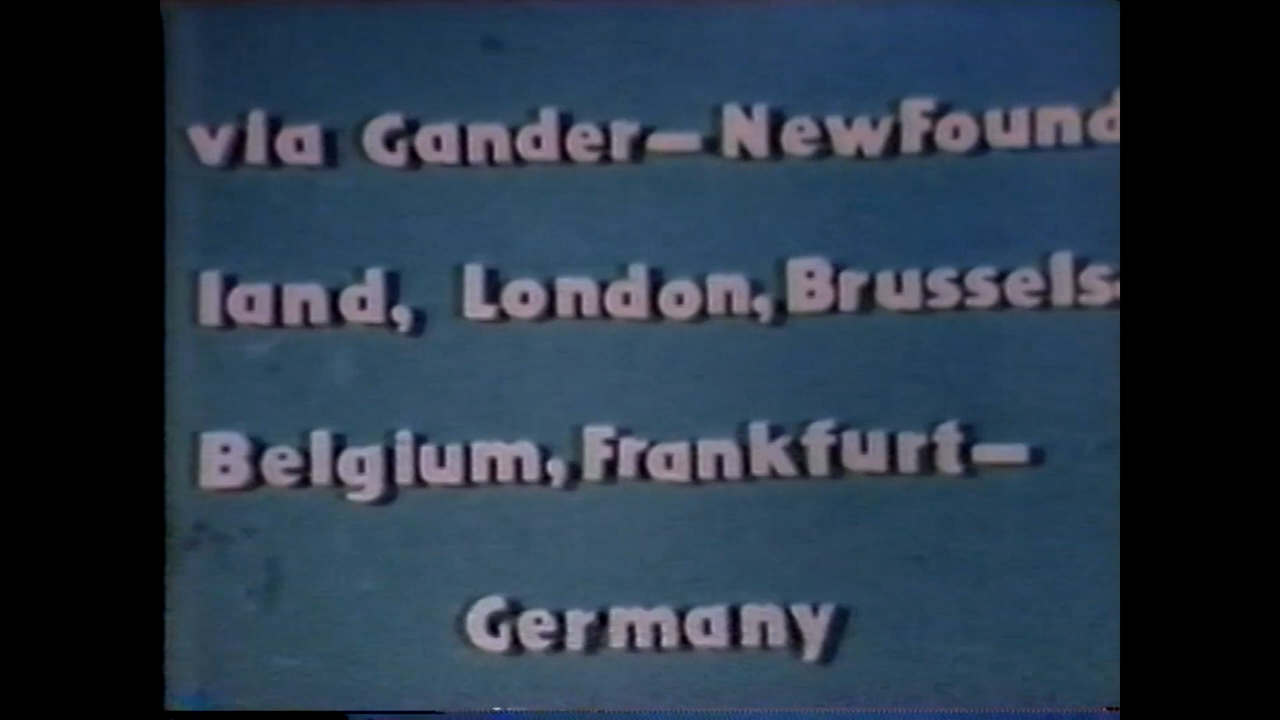 via Gander—NewFound
land, London, Brussels-
Belgium, Frankfurt—
Germany